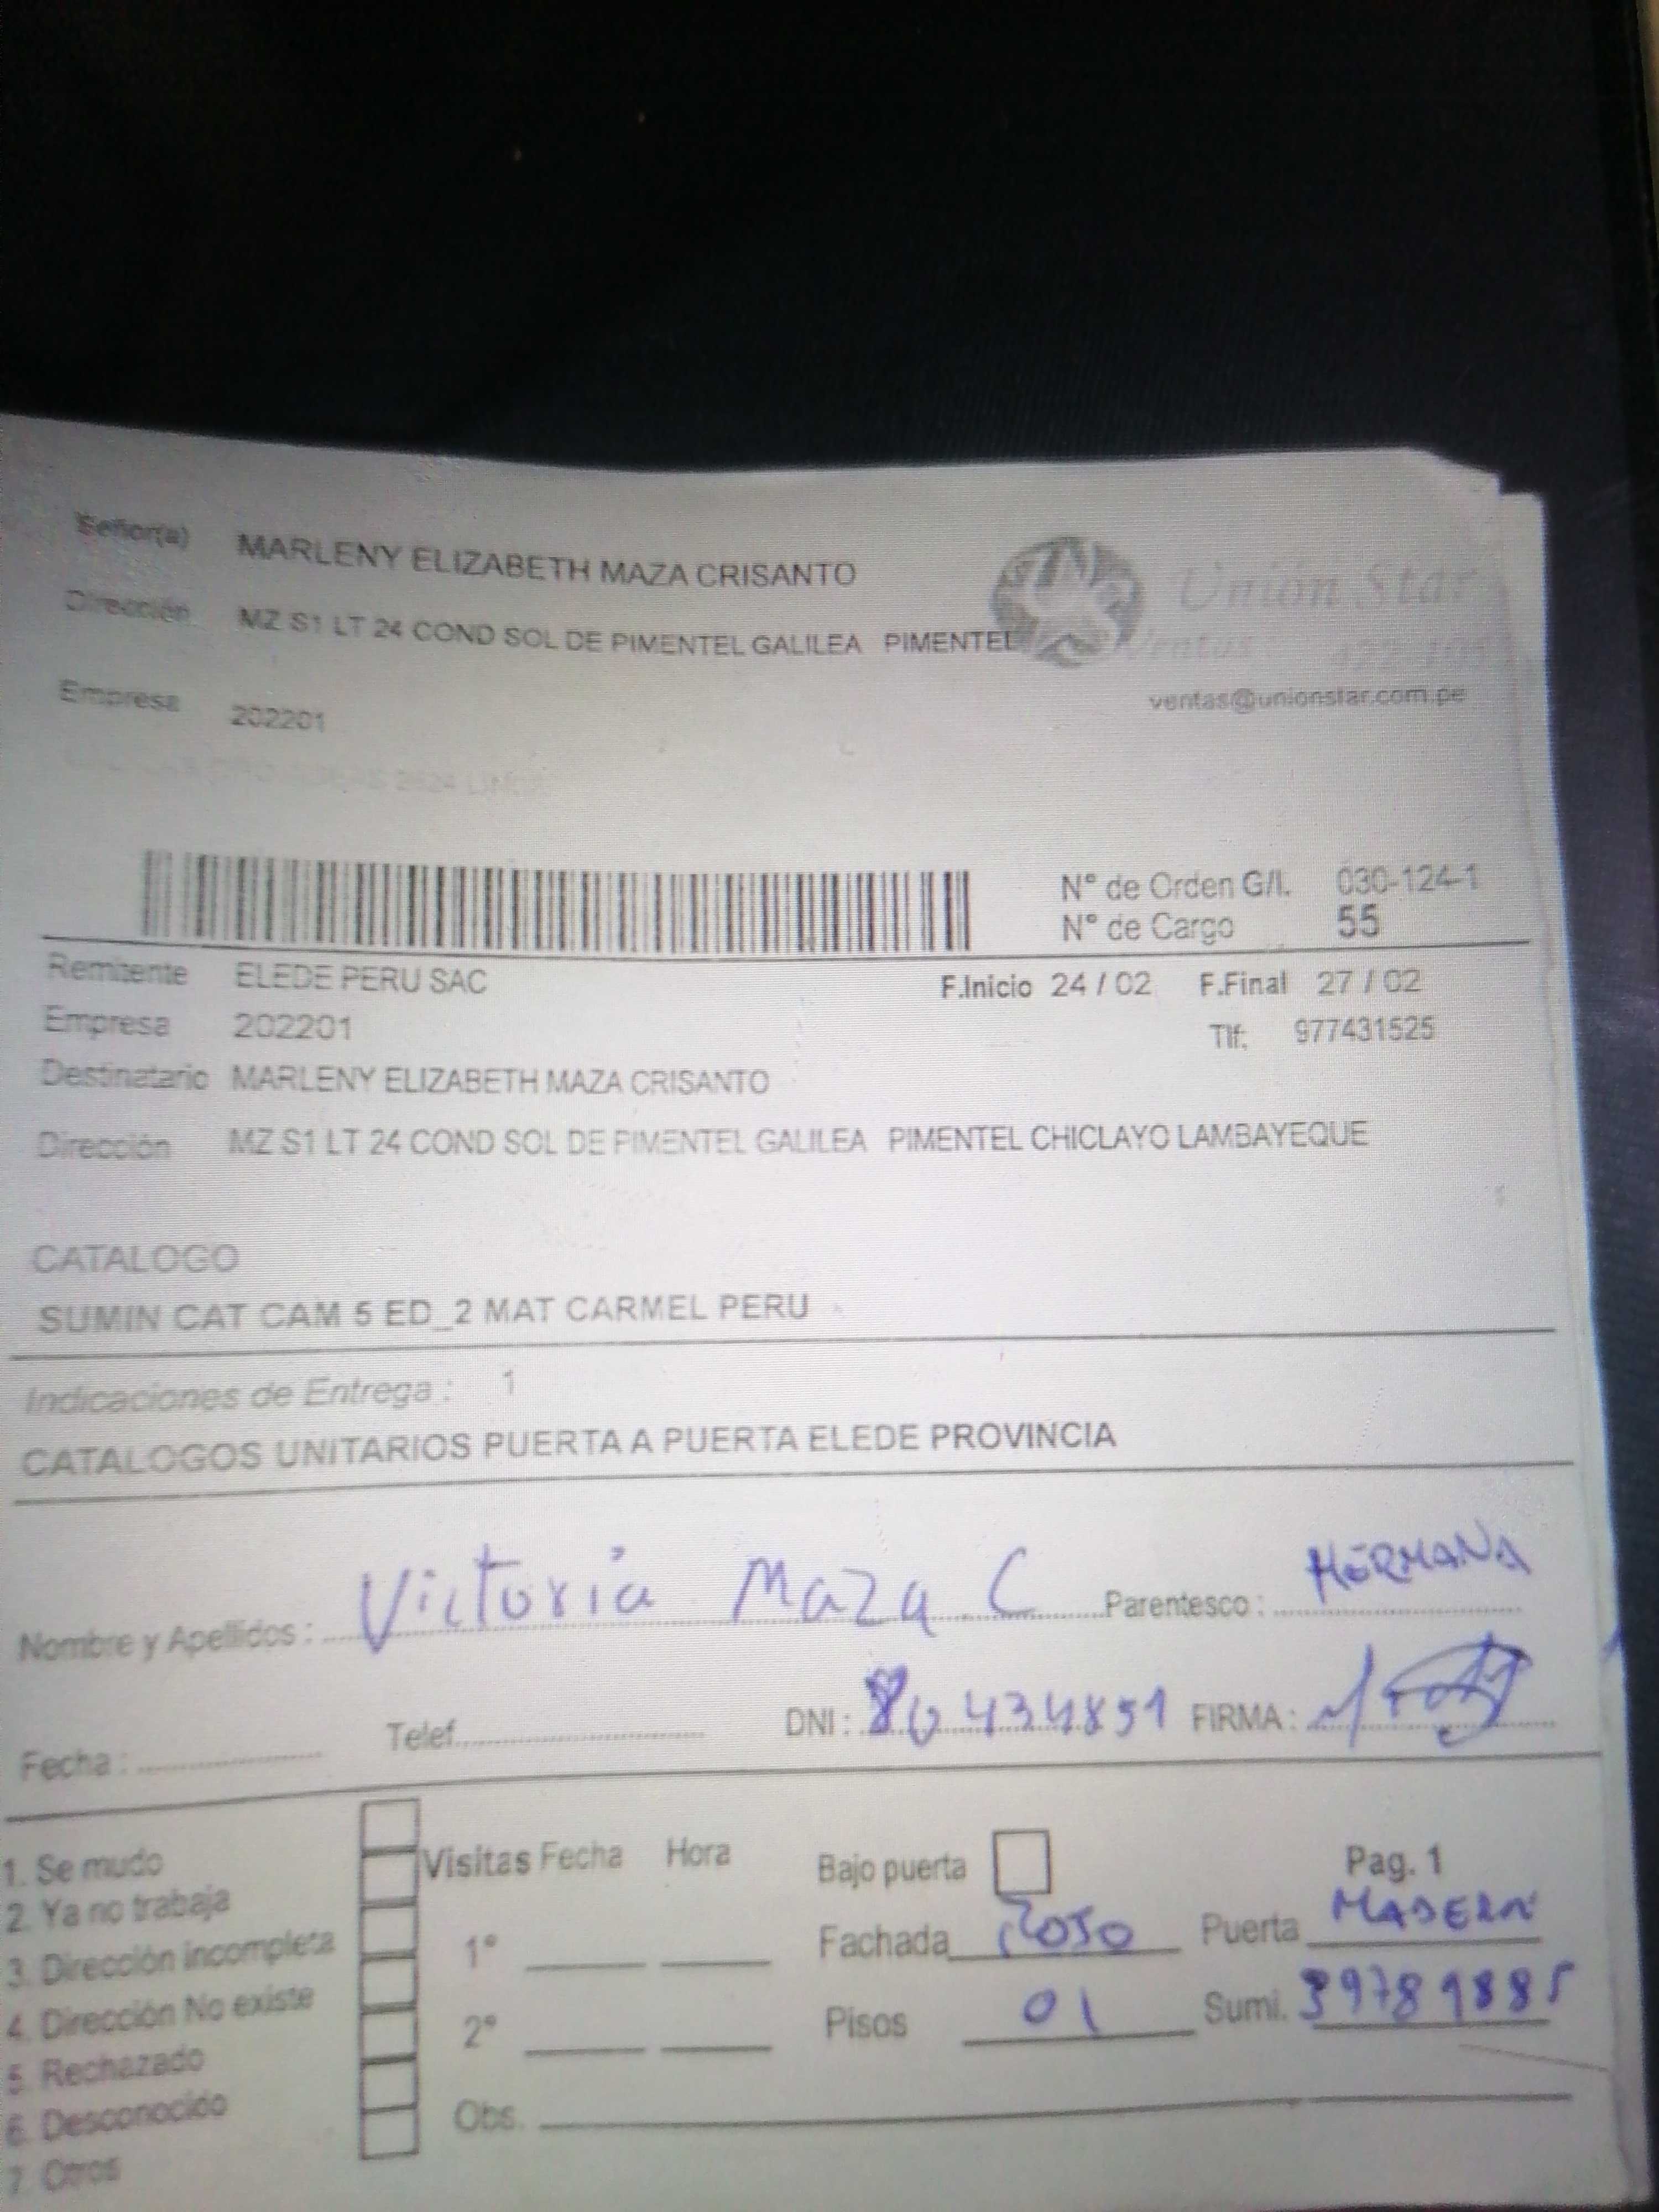 Señor(a) MARLENY ELIZABETH MAZA CRISANTO
Dirección MZ S1 LT 24 COND SOL DE PIMENTEL GALILEA PIMENTEL
Unión Star
Ventas
ventas@unionstar.com.pe
Empresa 202201
N° de Orden G/I. 030-124-1
N° de Cargo 55
Remitente ELEDE PERU SAC F.Inicio 24 / 02 F.Final 27 / 02
Empresa 202201 Tlf: 977431525
Destinatario MARLENY ELIZABETH MAZA CRISANTO
Dirección MZ S1 LT 24 COND SOL DE PIMENTEL GALILEA PIMENTEL CHICLAYO LAMBAYEQUE
CATALOGO
SUMIN CAT CAM 5 ED_2 MAT CARMEL PERU
Indicaciones de Entrega : 1
CATALOGOS UNITARIOS PUERTA A PUERTA ELEDE PROVINCIA
Nombre y Apellidos : Victoria Maza C Parentesco : HERMANA
Fecha : Telef. DNI : 80434851 FIRMA :
1. Se mudo
2. Ya no trabaja
3. Dirección incompleta
4. Dirección No existe
5. Rechazado
6. Desconocido
7. Otros
Visitas Fecha Hora
1°
2°
Obs.
Bajo puerta Pag. 1
Fachada ROJO Puerta MADERA
Pisos 01 Sumi. 39789885